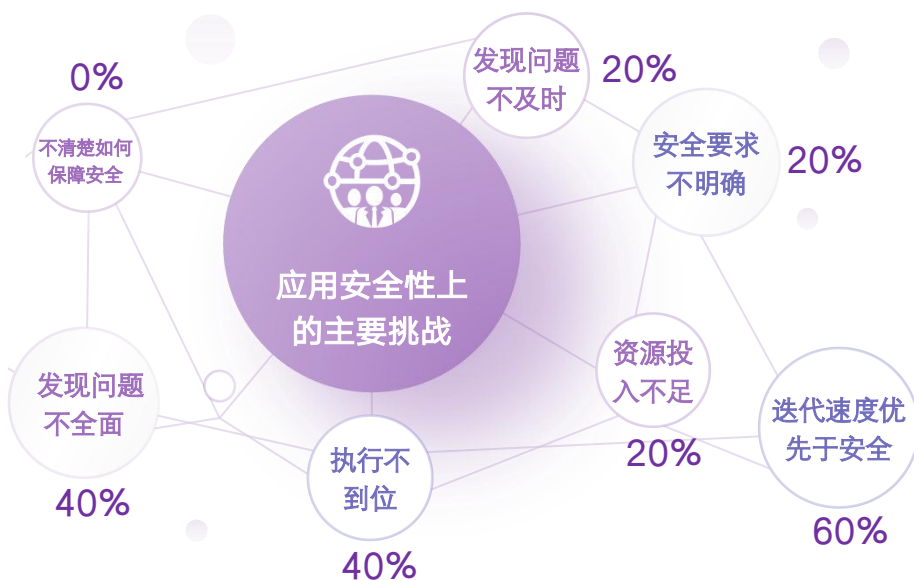 0%
不清楚如何
保障安全
发现问题
不及时
20%
安全要求
不明确
20%
应用安全性上
的主要挑战
发现问题
不全面
40%
执行不
到位
40%
资源投
入不足
20%
迭代速度优
先于安全
60%